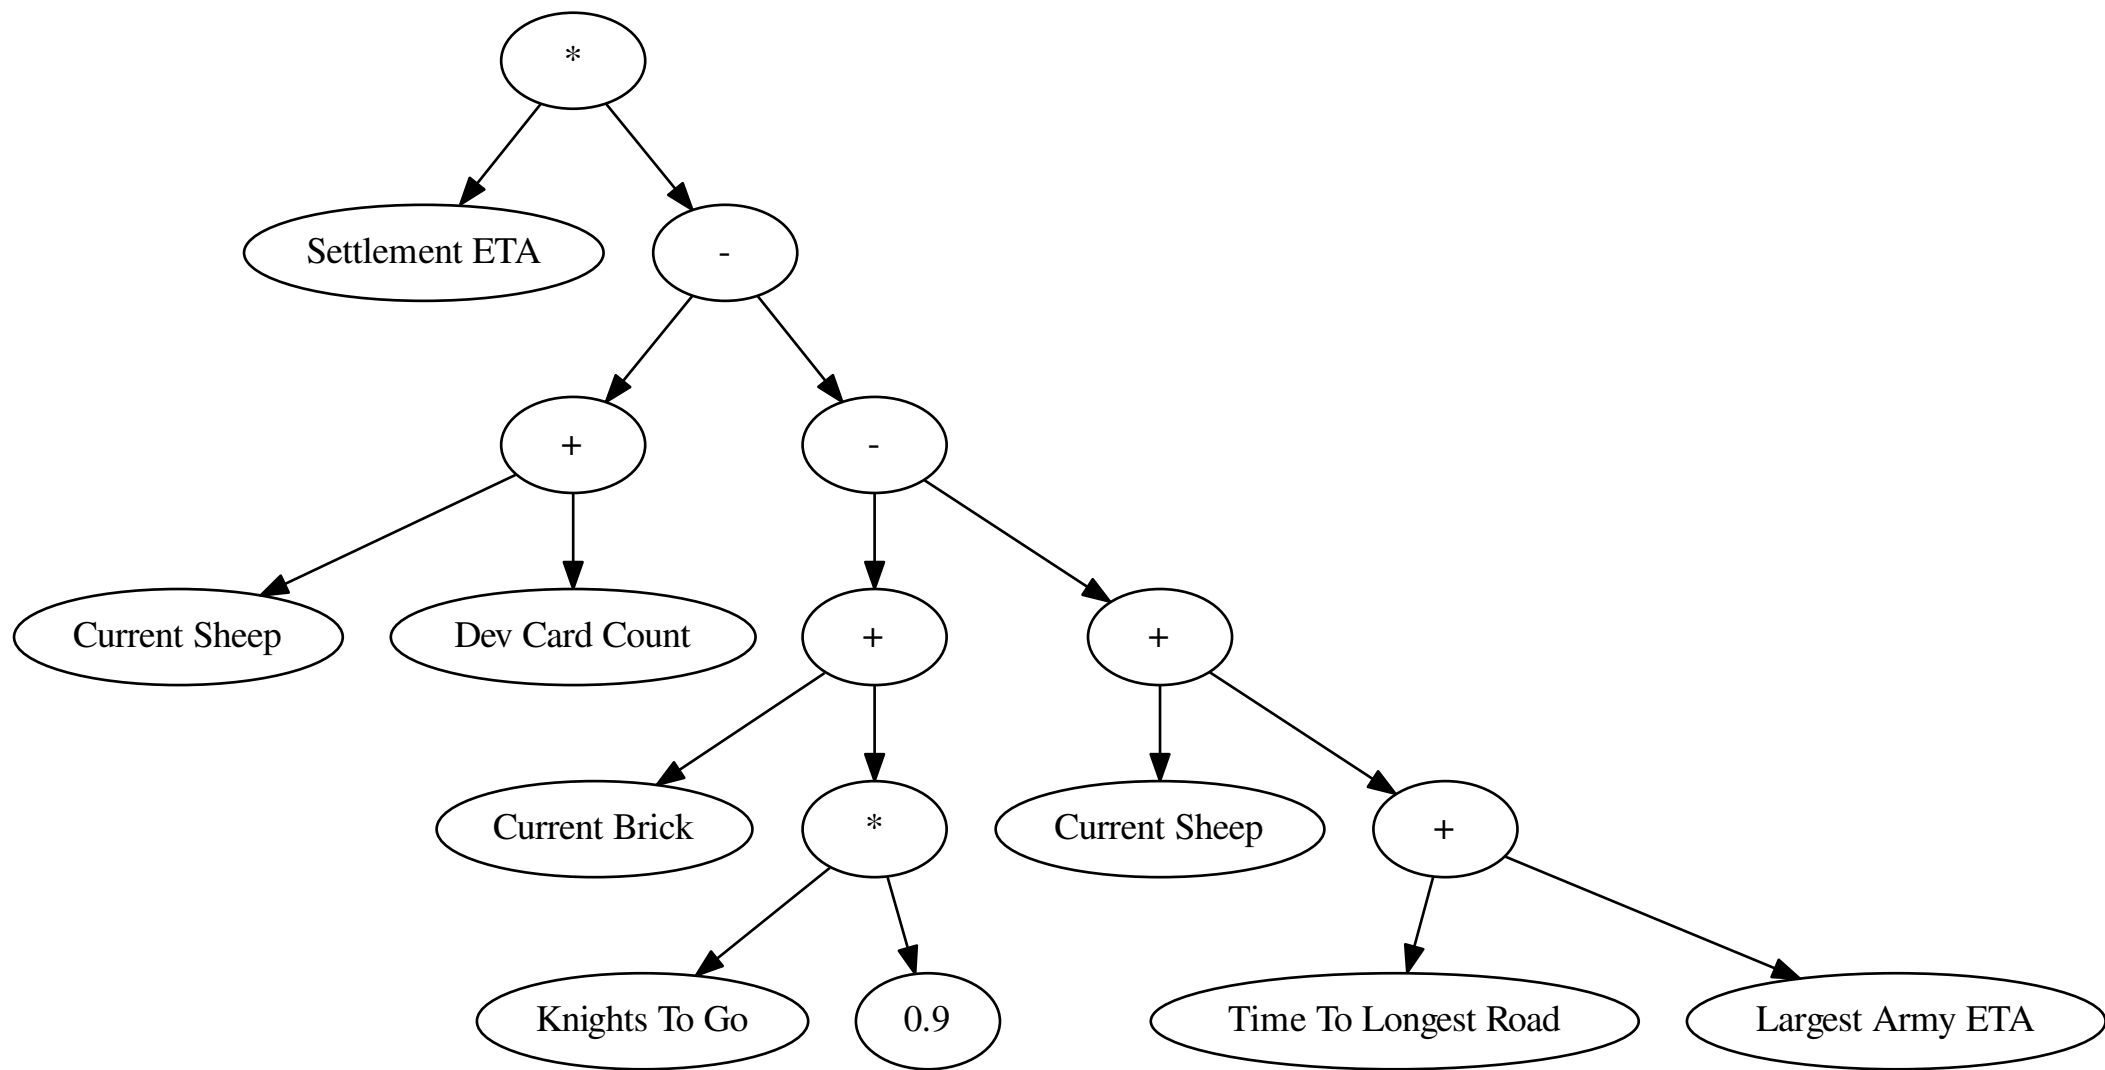 *
Settlement ETA
-
+
-
Current Sheep
Dev Card Count
+
+
Current Brick
*
Current Sheep
+
Knights To Go
0.9
Time To Longest Road
Largest Army ETA